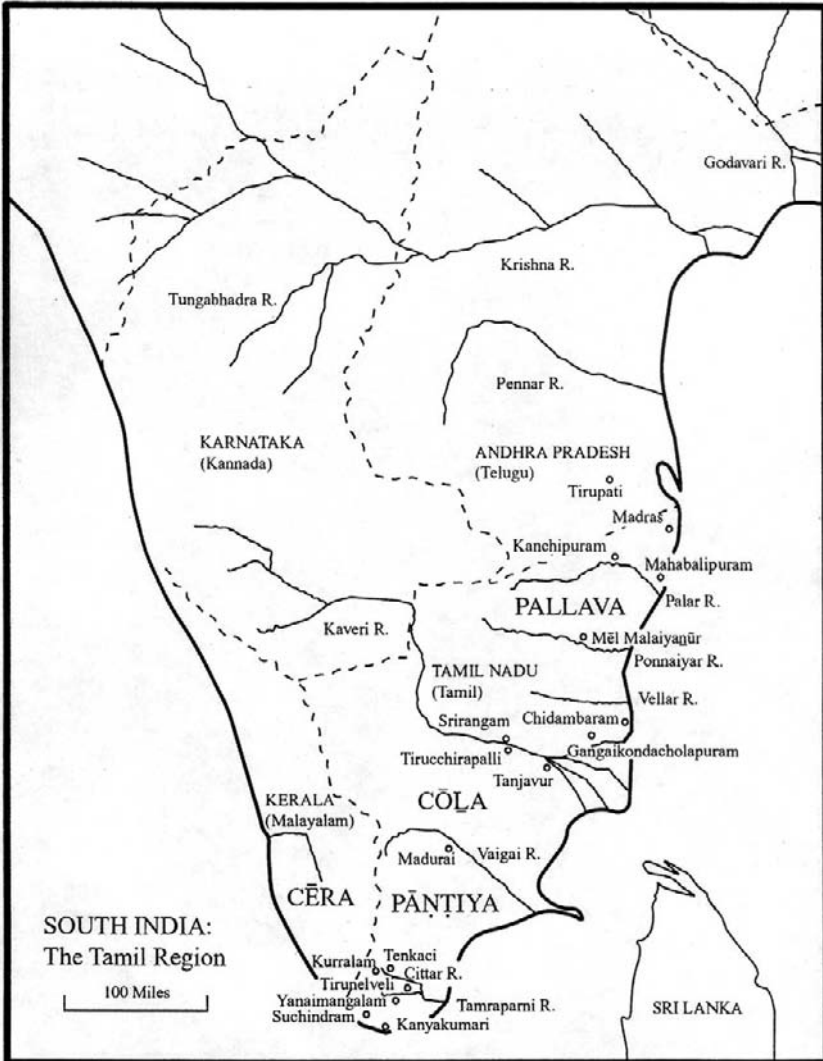 Godavari R.
Krishna R.
Tungabhadra R.
Pennar R.
KARNATAKA
(Kannada)
ANDHRA PRADESH
(Telugu)
Tirupati
Madras
Kanchipuram
Mahabalipuram
PALLAVA
Palar R.
Kaveri R.
Mēl Malaiyaṉūr
Ponnaiyar R.
TAMIL NADU
(Tamil)
Vellar R.
Srirangam
Chidambaram
Tirucchirapalli
Gangaikondacholapuram
Tanjavur
KERALA
(Malayalam)
CŌḺA
Madurai
Vaigai R.
CĒRA
PĀṆṬIYA
SOUTH INDIA:
The Tamil Region
100 Miles
Kurralam
Tenkaci
Cittar R.
Tirunelveli
Yanaimangalam
Tamraparni R.
Suchindram
Kanyakumari
SRI LANKA